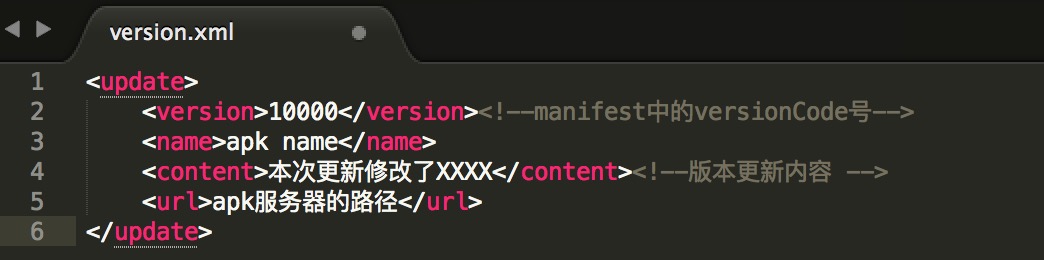 version.xml
1 <update>
2 <version>10000</version><!--manifest中的versionCode号-->
3 <name>apk name</name>
4 <content>本次更新修改了XXXX</content><!--版本更新内容 -->
5 <url>apk服务器的路径</url>
6 </update>